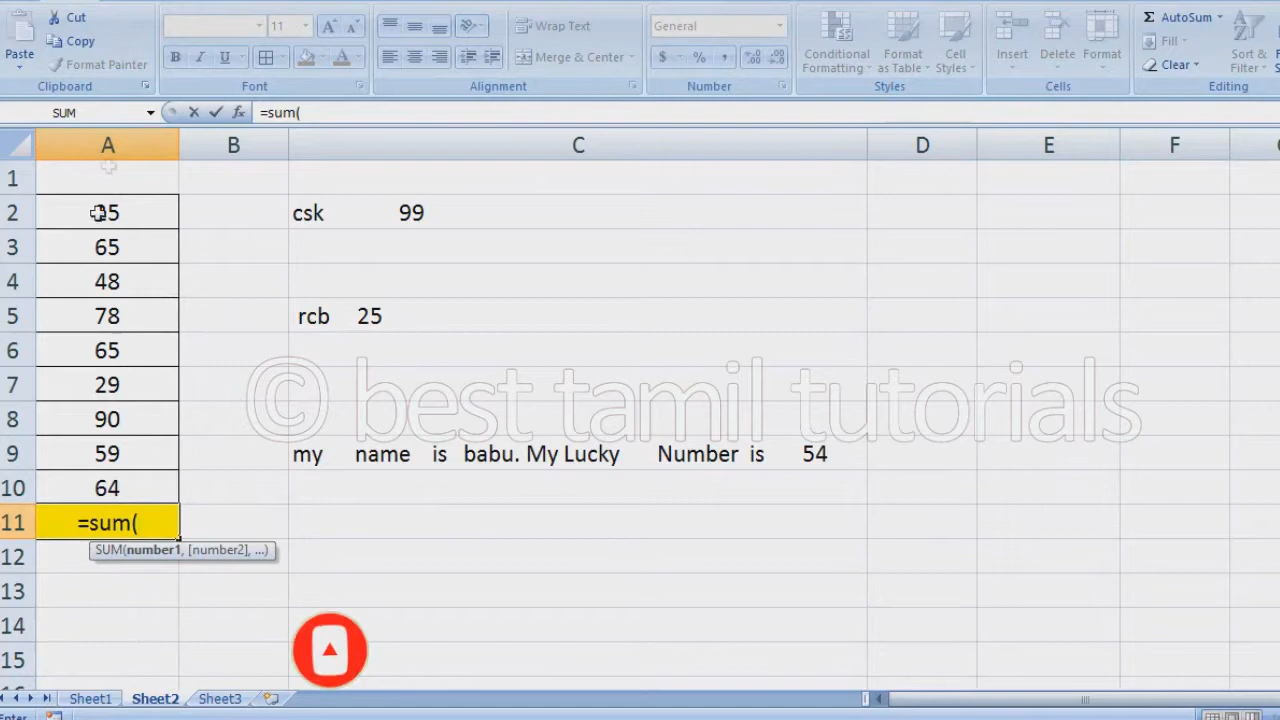 Cut
Copy
Paste
Format Painter
Clipboard
11
A A
B I U
A
Font
Wrap Text
Merge & Center
Alignment
General
$ % ,
Number
Conditional Formatting
Format as Table
Cell Styles
Styles
Insert
Delete
Format
Cells
Σ AutoSum
Fill
Clear
Sort & Filter
Editing
SUM fx =sum(
A B C D E F
1
2 csk 99
3 65
4 48
5 78 rcb 25
6 65
7 29
© best tamil tutorials
8 90
9 59 my name is babu. My Lucky Number is 54
10 64
11 =sum(
SUM(number1, [number2], ...)
12
13
14
15
Sheet1 Sheet2 Sheet3
Enter